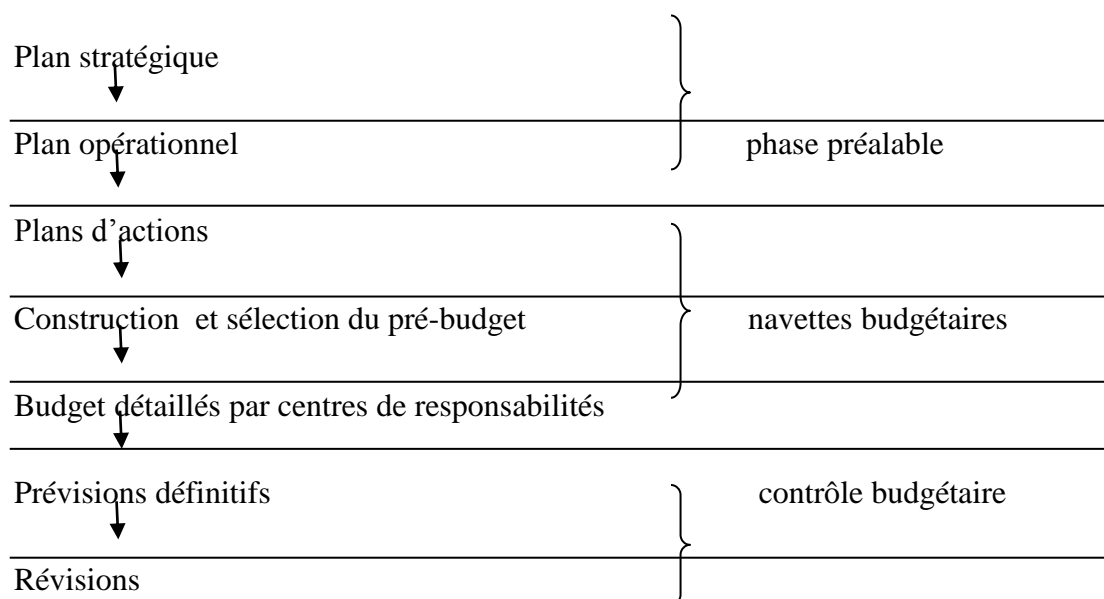 Plan stratégique
Plan opérationnel phase préalable
Plans d’actions
Construction et sélection du pré-budget navettes budgétaires
Budget détaillés par centres de responsabilités
Prévisions définitifs contrôle budgétaire
Révisions